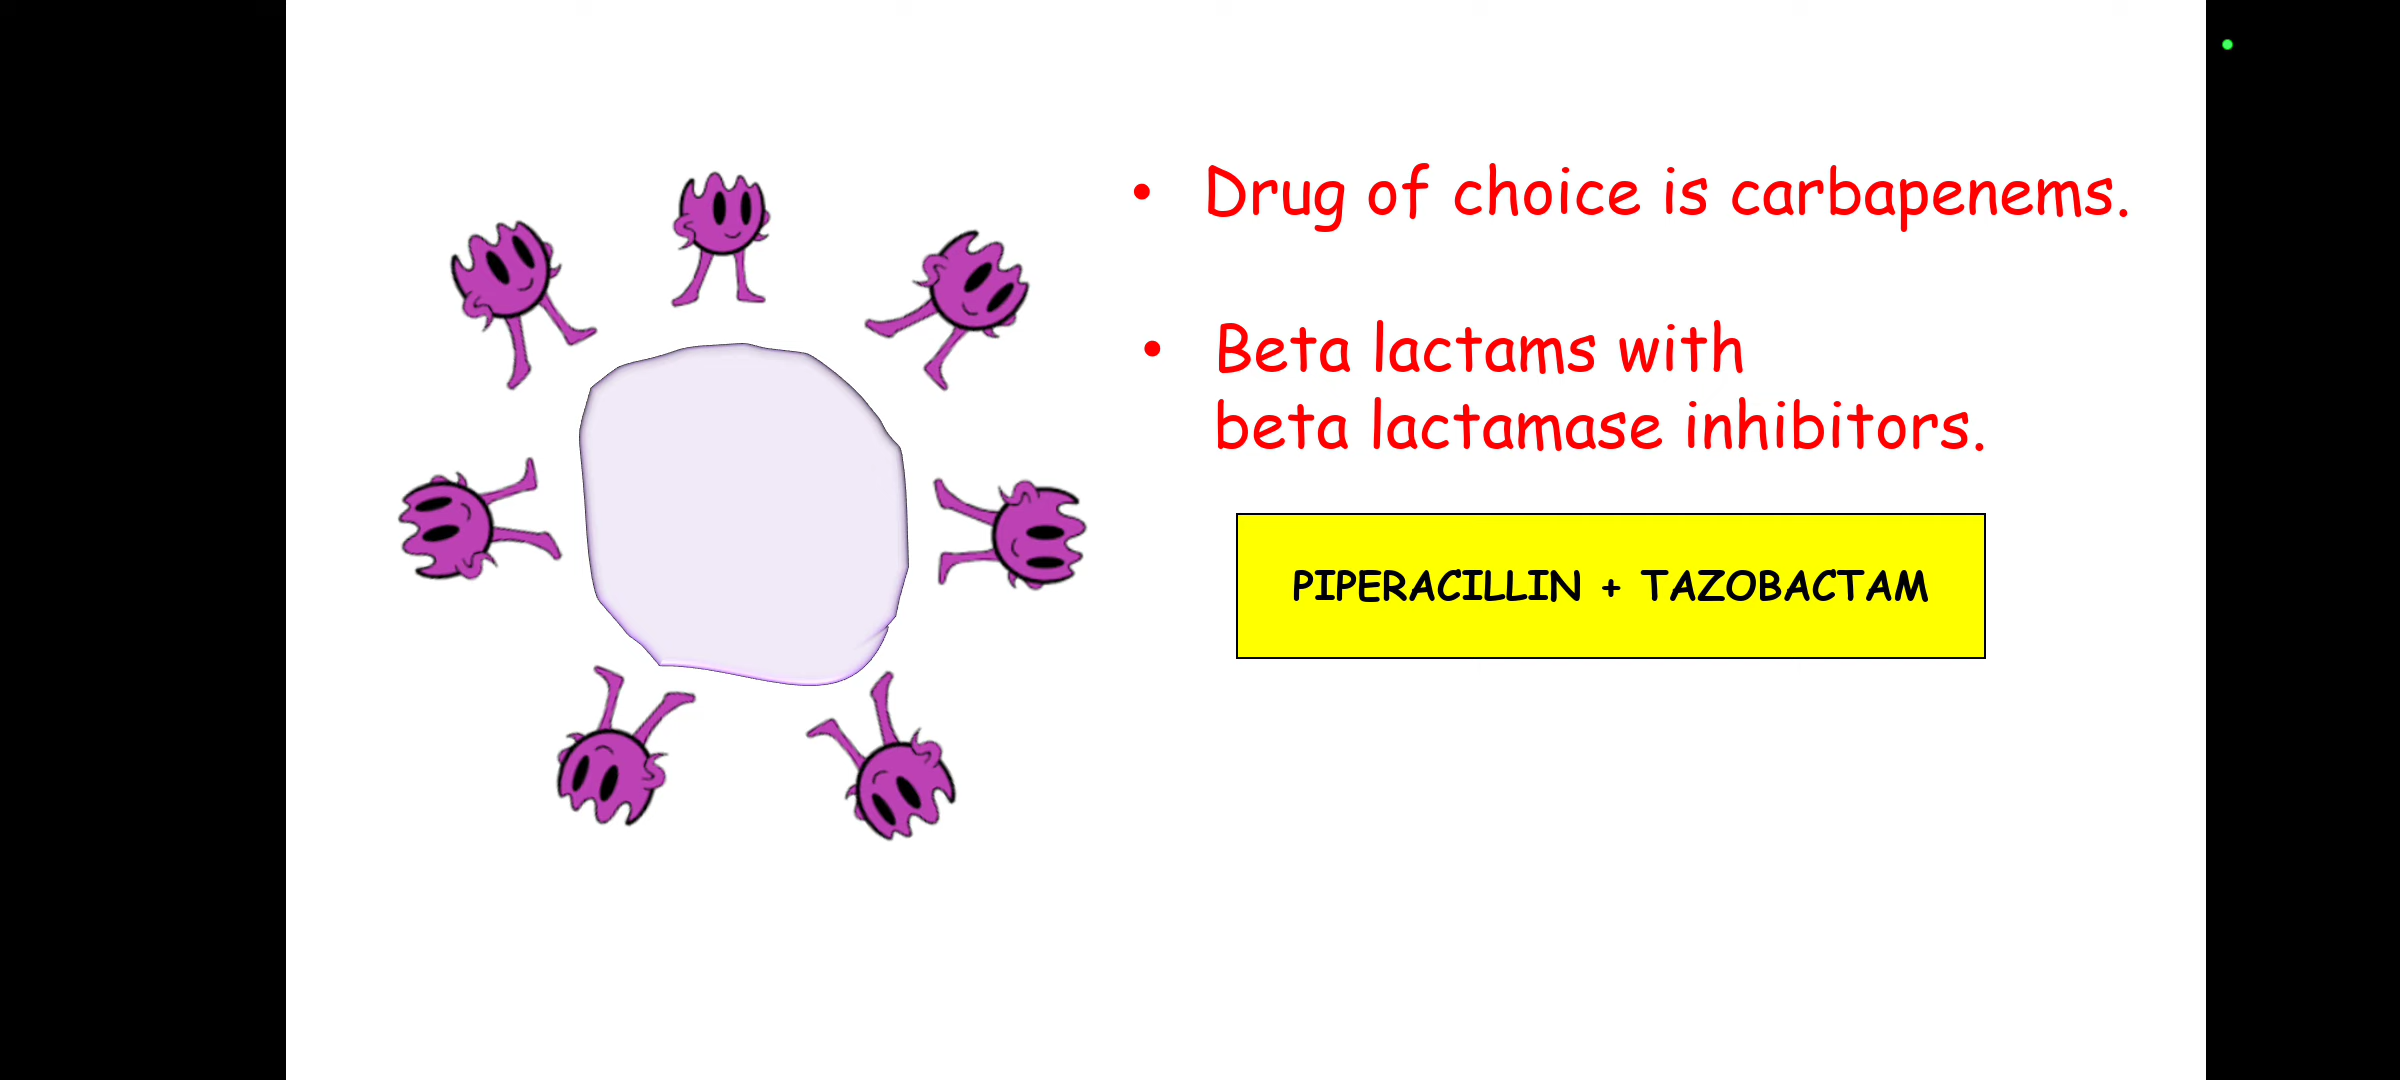 • Drug of choice is carbapenems.
• Beta lactams with
beta lactamase inhibitors.
PIPERACILLIN + TAZOBACTAM